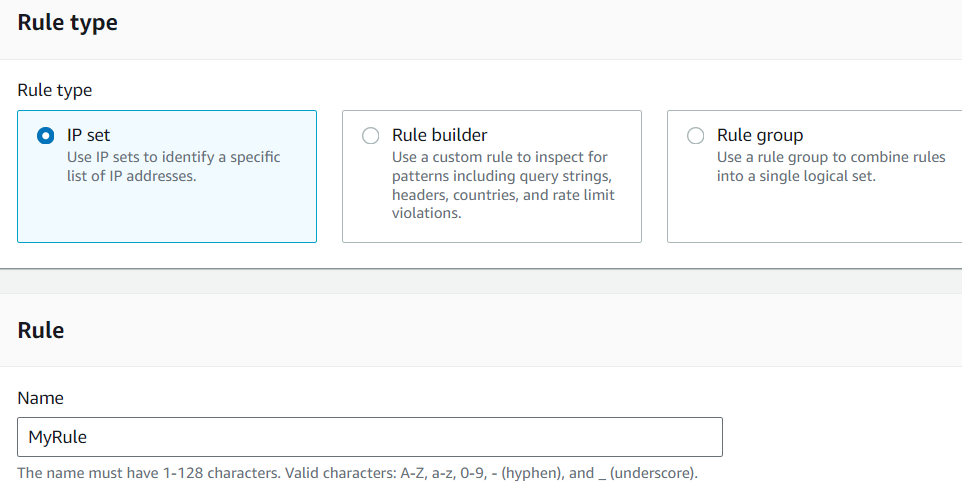 Rule type
Rule type
IP set
Use IP sets to identify a specific
list of IP addresses.
Rule builder
Use a custom rule to inspect for
patterns including query strings,
headers, countries, and rate limit
violations.
Rule group
Use a rule group to combine rules
into a single logical set.
Rule
Name
MyRule
The name must have 1-128 characters. Valid characters: A-Z, a-z, 0-9, - (hyphen), and _ (underscore).